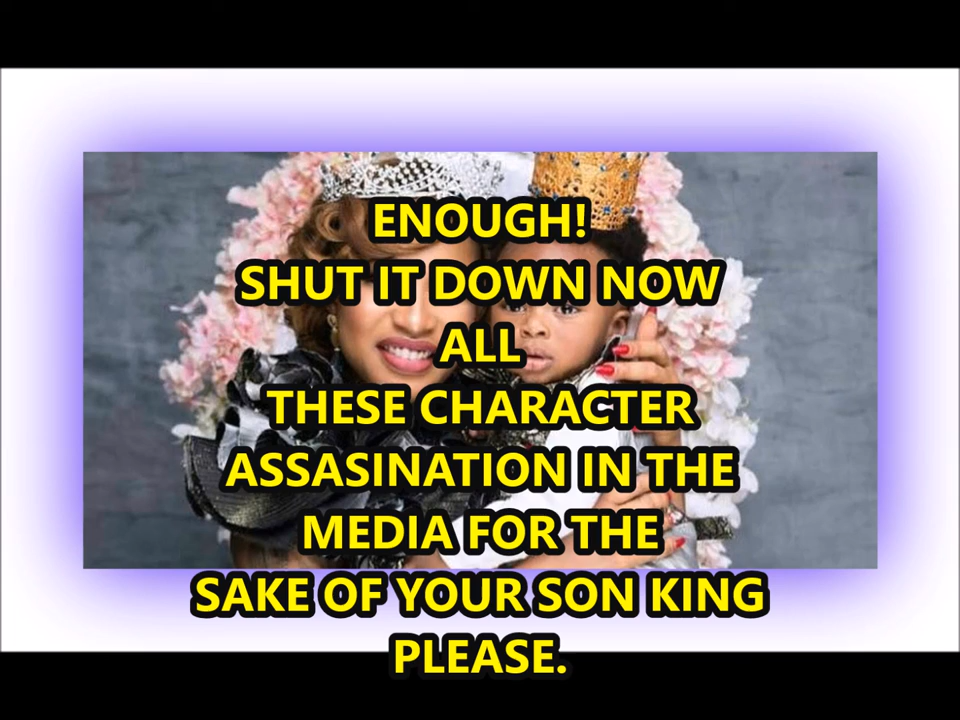 ENOUGH!
SHUT IT DOWN NOW
ALL
THESE CHARACTER
ASSASINATION IN THE
MEDIA FOR THE
SAKE OF YOUR SON KING
PLEASE.